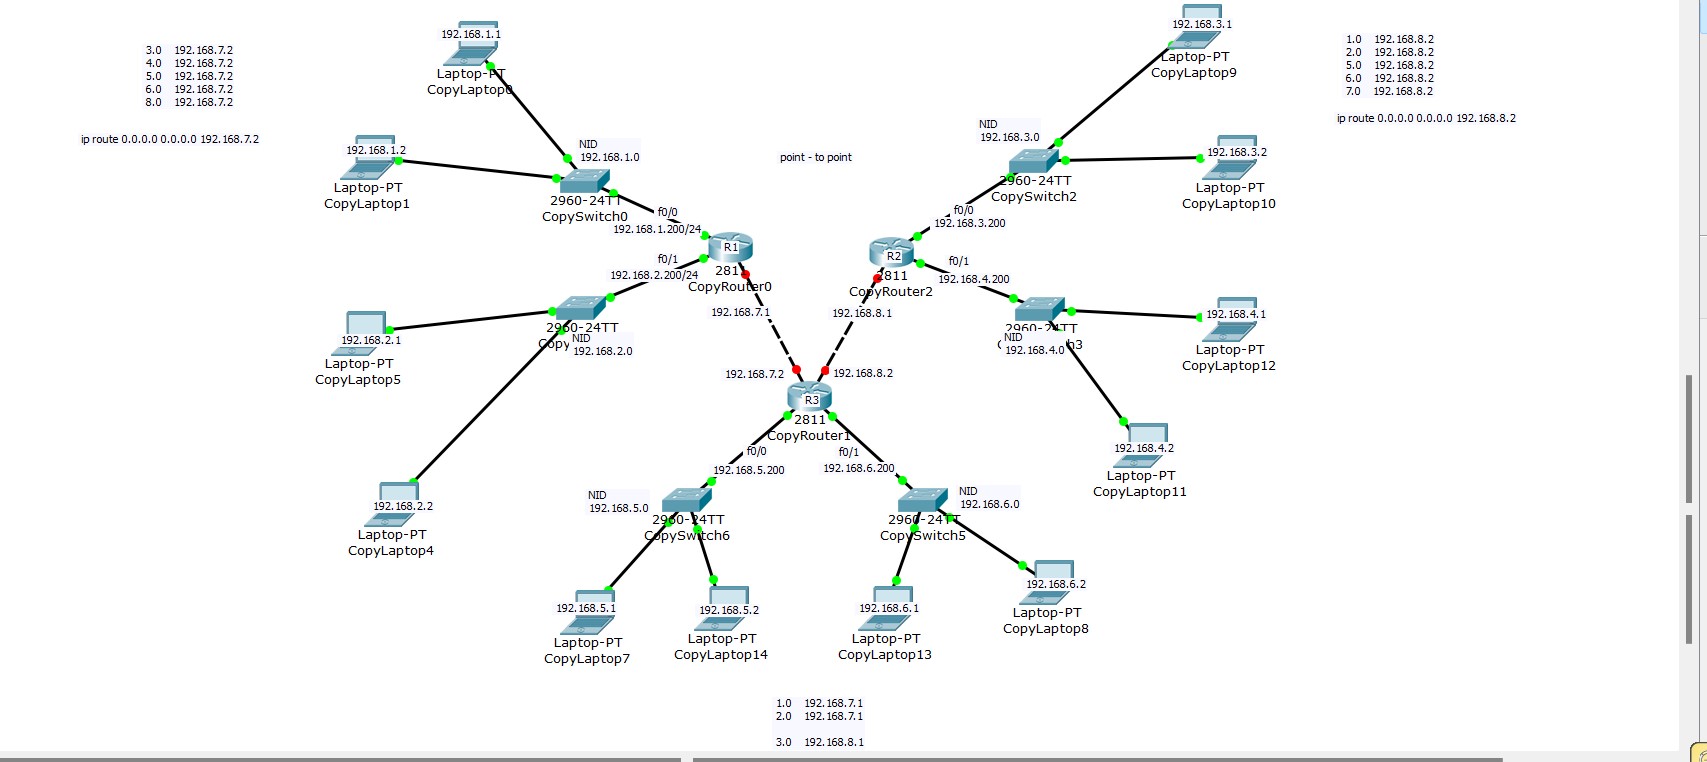 192.168.1.1
Laptop-PT
CopyLaptop0
3.0 192.168.7.2
4.0 192.168.7.2
5.0 192.168.7.2
6.0 192.168.7.2
8.0 192.168.7.2
ip route 0.0.0.0 0.0.0.0 192.168.7.2
192.168.1.2
Laptop-PT
CopyLaptop1
NID
192.168.1.0
2960-24TT
CopySwitch0
f0/0
192.168.1.200/24
f0/1
192.168.2.200/24
R1
2811
CopyRouter0
192.168.7.1
point - to point
192.168.3.1
Laptop-PT
CopyLaptop9
1.0 192.168.8.2
2.0 192.168.8.2
5.0 192.168.8.2
6.0 192.168.8.2
7.0 192.168.8.2
ip route 0.0.0.0 0.0.0.0 192.168.8.2
NID
192.168.3.0
2960-24TT
CopySwitch2
192.168.3.2
Laptop-PT
CopyLaptop10
f0/0
192.168.3.200
R2
2811
CopyRouter2
f0/1
192.168.4.200
192.168.8.1
2960-24TT
Copy
NID
192.168.2.0
192.168.2.1
Laptop-PT
CopyLaptop5
2960-24TT
NID
192.168.4.0
192.168.4.1
Laptop-PT
CopyLaptop12
192.168.7.2
192.168.8.2
R3
2811
CopyRouter1
f0/0
192.168.5.200
f0/1
192.168.6.200
192.168.4.2
Laptop-PT
CopyLaptop11
192.168.2.2
Laptop-PT
CopyLaptop4
NID
192.168.5.0
2960-24TT
CopySwitch6
NID
192.168.6.0
2960-24TT
CopySwitch5
192.168.5.1
Laptop-PT
CopyLaptop7
192.168.5.2
Laptop-PT
CopyLaptop14
192.168.6.1
Laptop-PT
CopyLaptop13
192.168.6.2
Laptop-PT
CopyLaptop8
1.0 192.168.7.1
2.0 192.168.7.1
3.0 192.168.8.1